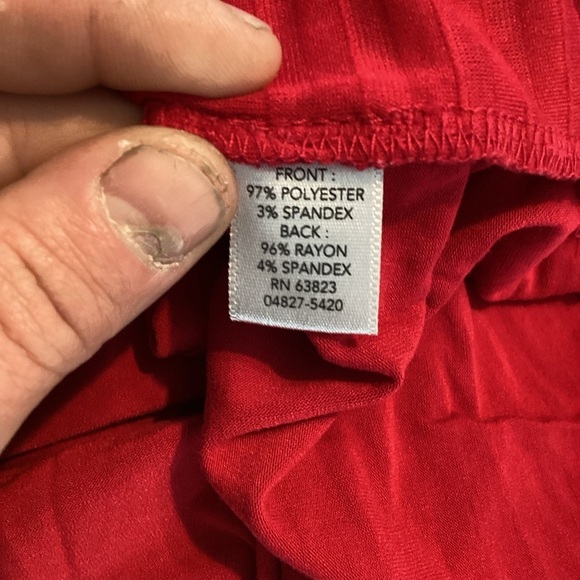 FRONT :
97% POLYESTER
3% SPANDEX
BACK :
96% RAYON
4% SPANDEX
RN 63823
04827-5420